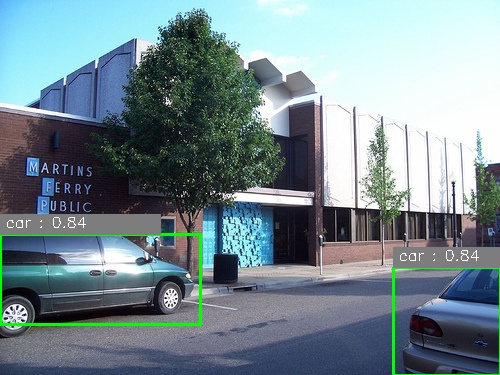 MARTINS
FERRY
PUBLIC
car : 0.84
car : 0.84